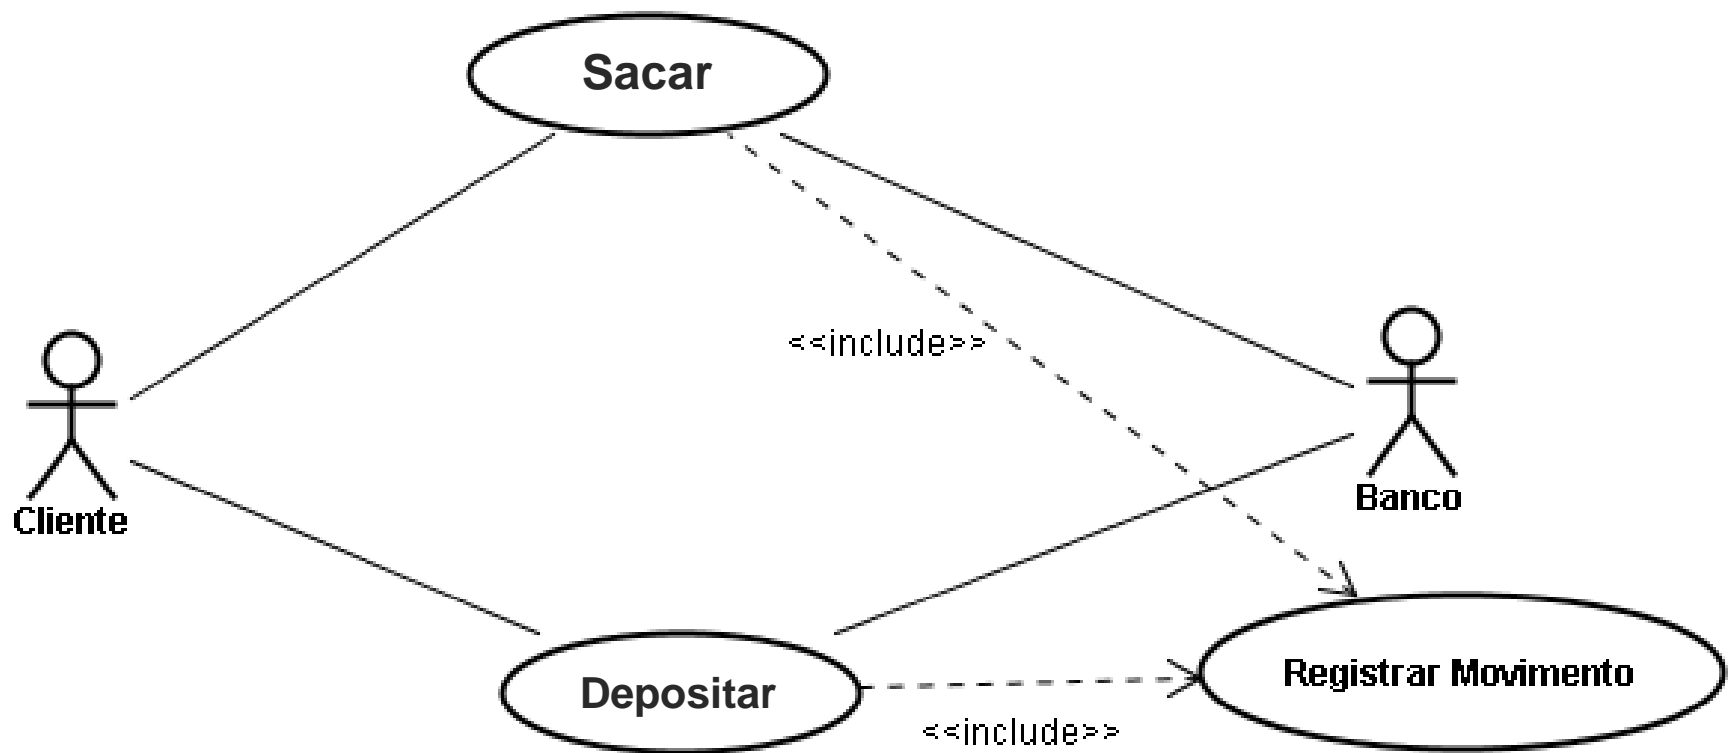 Sacar
<<include>>
Cliente
Banco
Depositar
Registrar Movimento
<<include>>